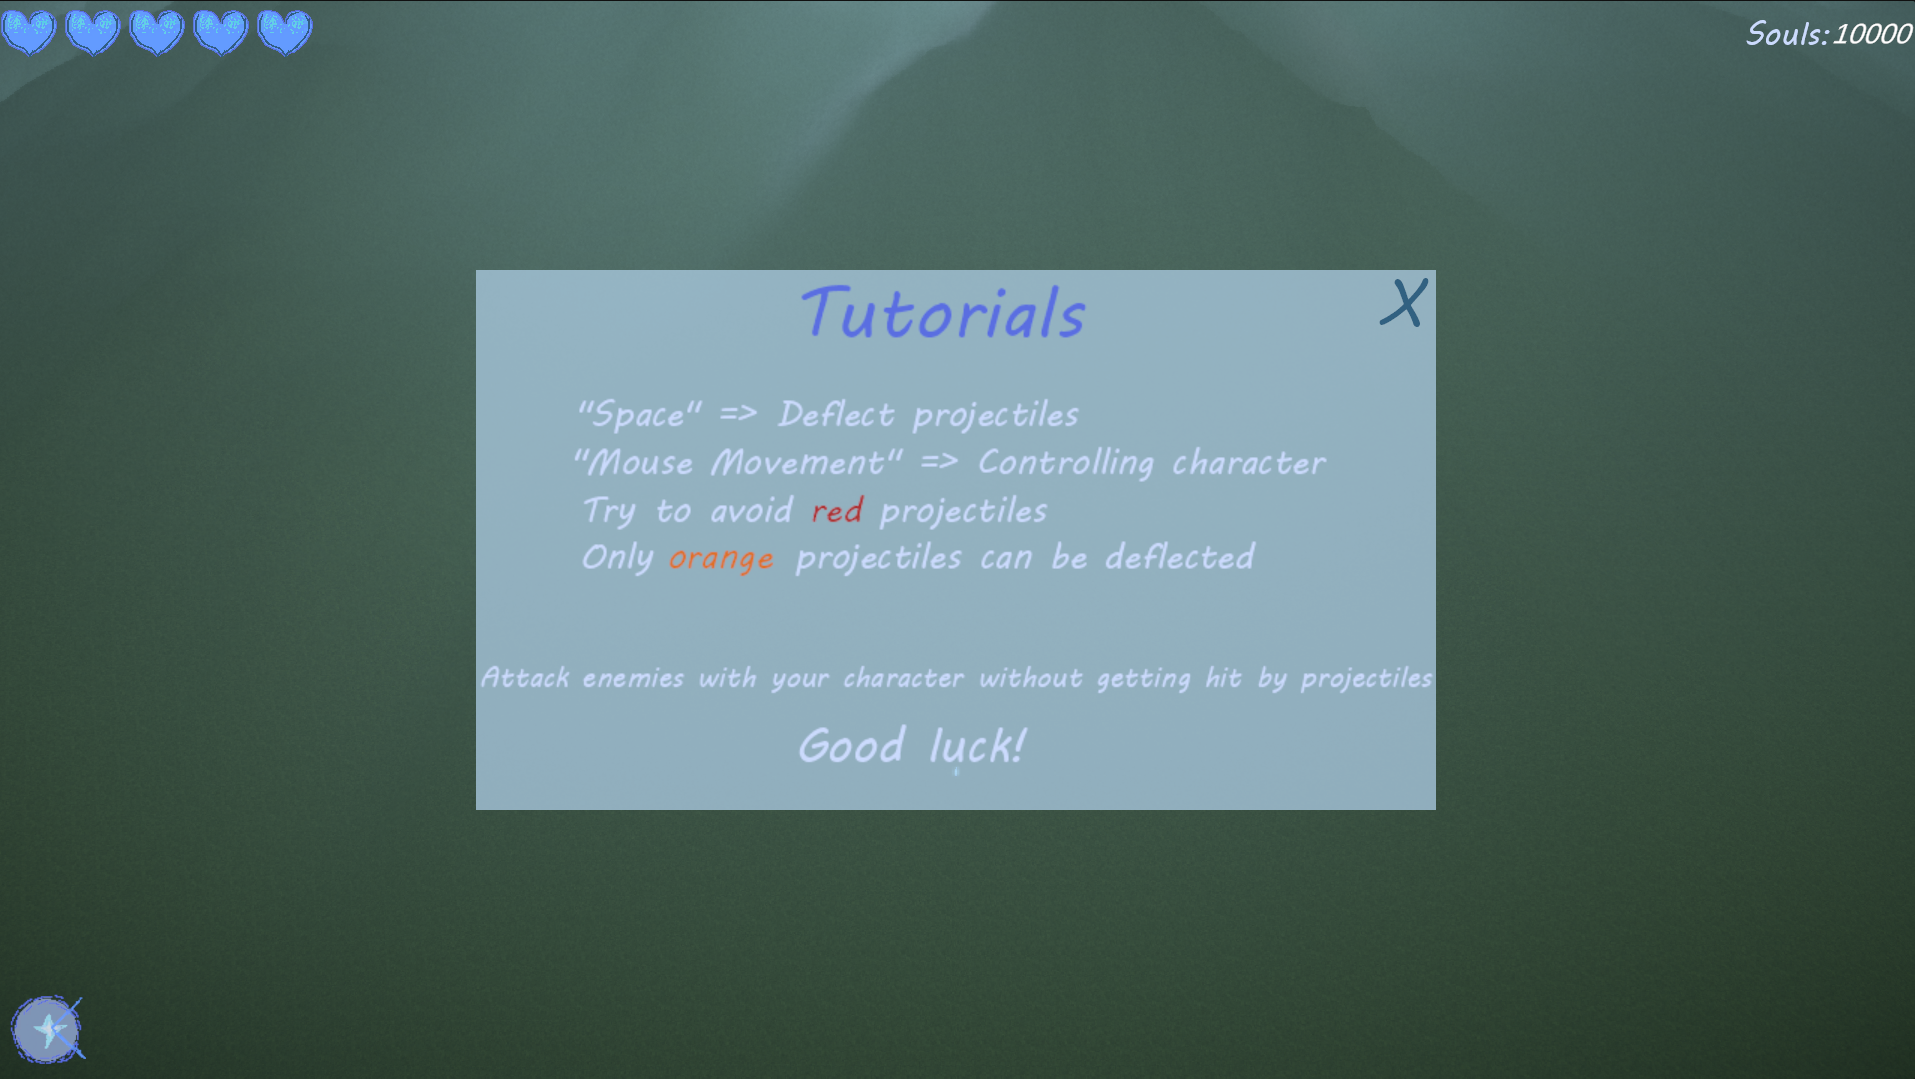 Souls: 10000
Tutorials
X
"Space" => Deflect projectiles
"Mouse Movement" => Controlling character
Try to avoid red projectiles
Only orange projectiles can be deflected
Attack enemies with your character without getting hit by projectiles
Good luck!